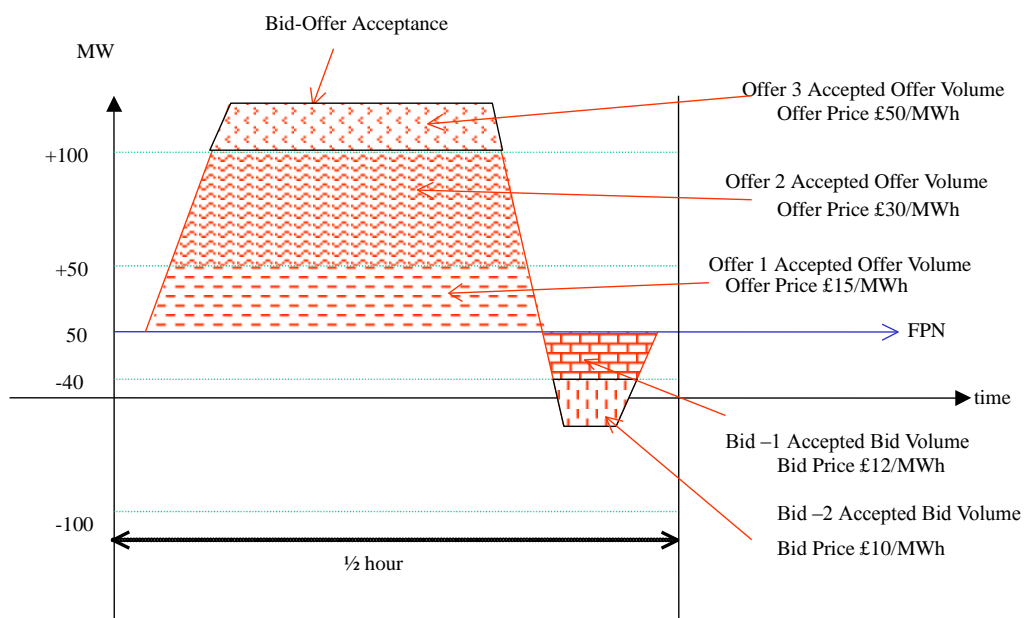 Bid-Offer Acceptance
MW
Offer 3 Accepted Offer Volume
Offer Price £50/MWh
+100
Offer 2 Accepted Offer Volume
Offer Price £30/MWh
+50
Offer 1 Accepted Offer Volume
Offer Price £15/MWh
50
FPN
-40
time
Bid –1 Accepted Bid Volume
Bid Price £12/MWh
-100
Bid –2 Accepted Bid Volume
Bid Price £10/MWh
½ hour